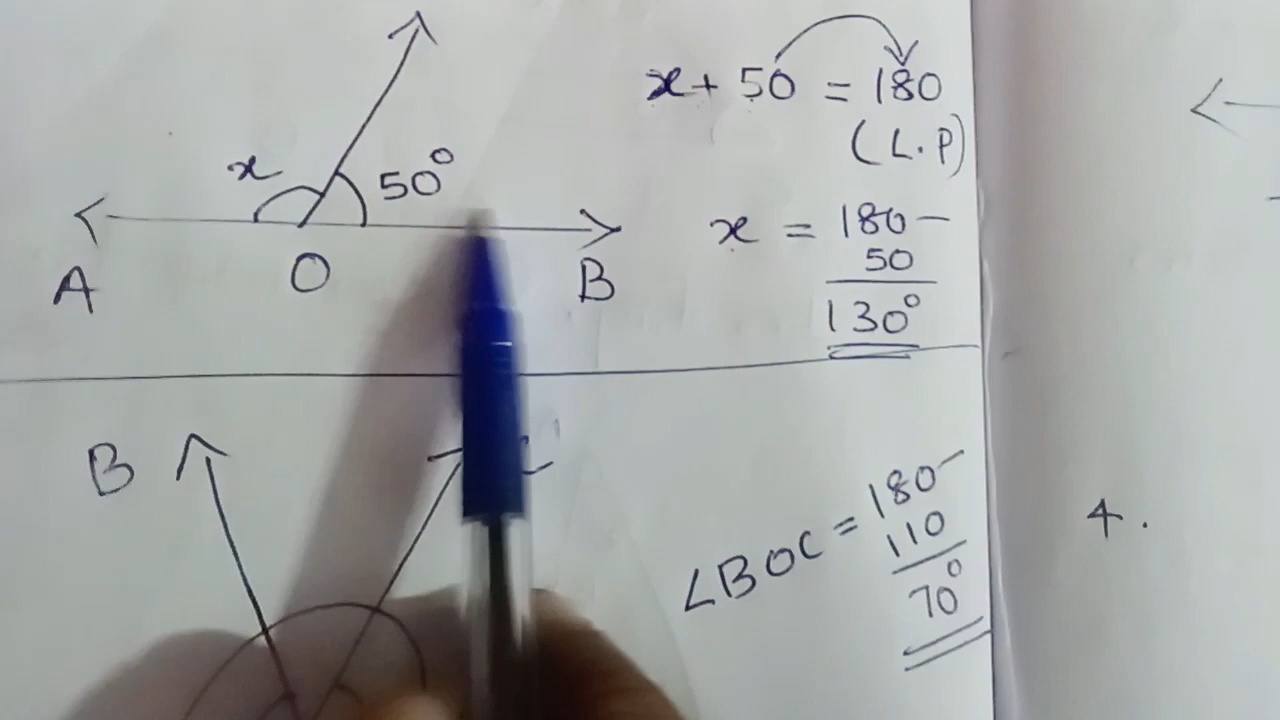 x + 50 = 180
(L.P)
x
50°
A
O
B
x = 180 -
50
130°
B
C
∠BOC = 180 -
110
70°
4.